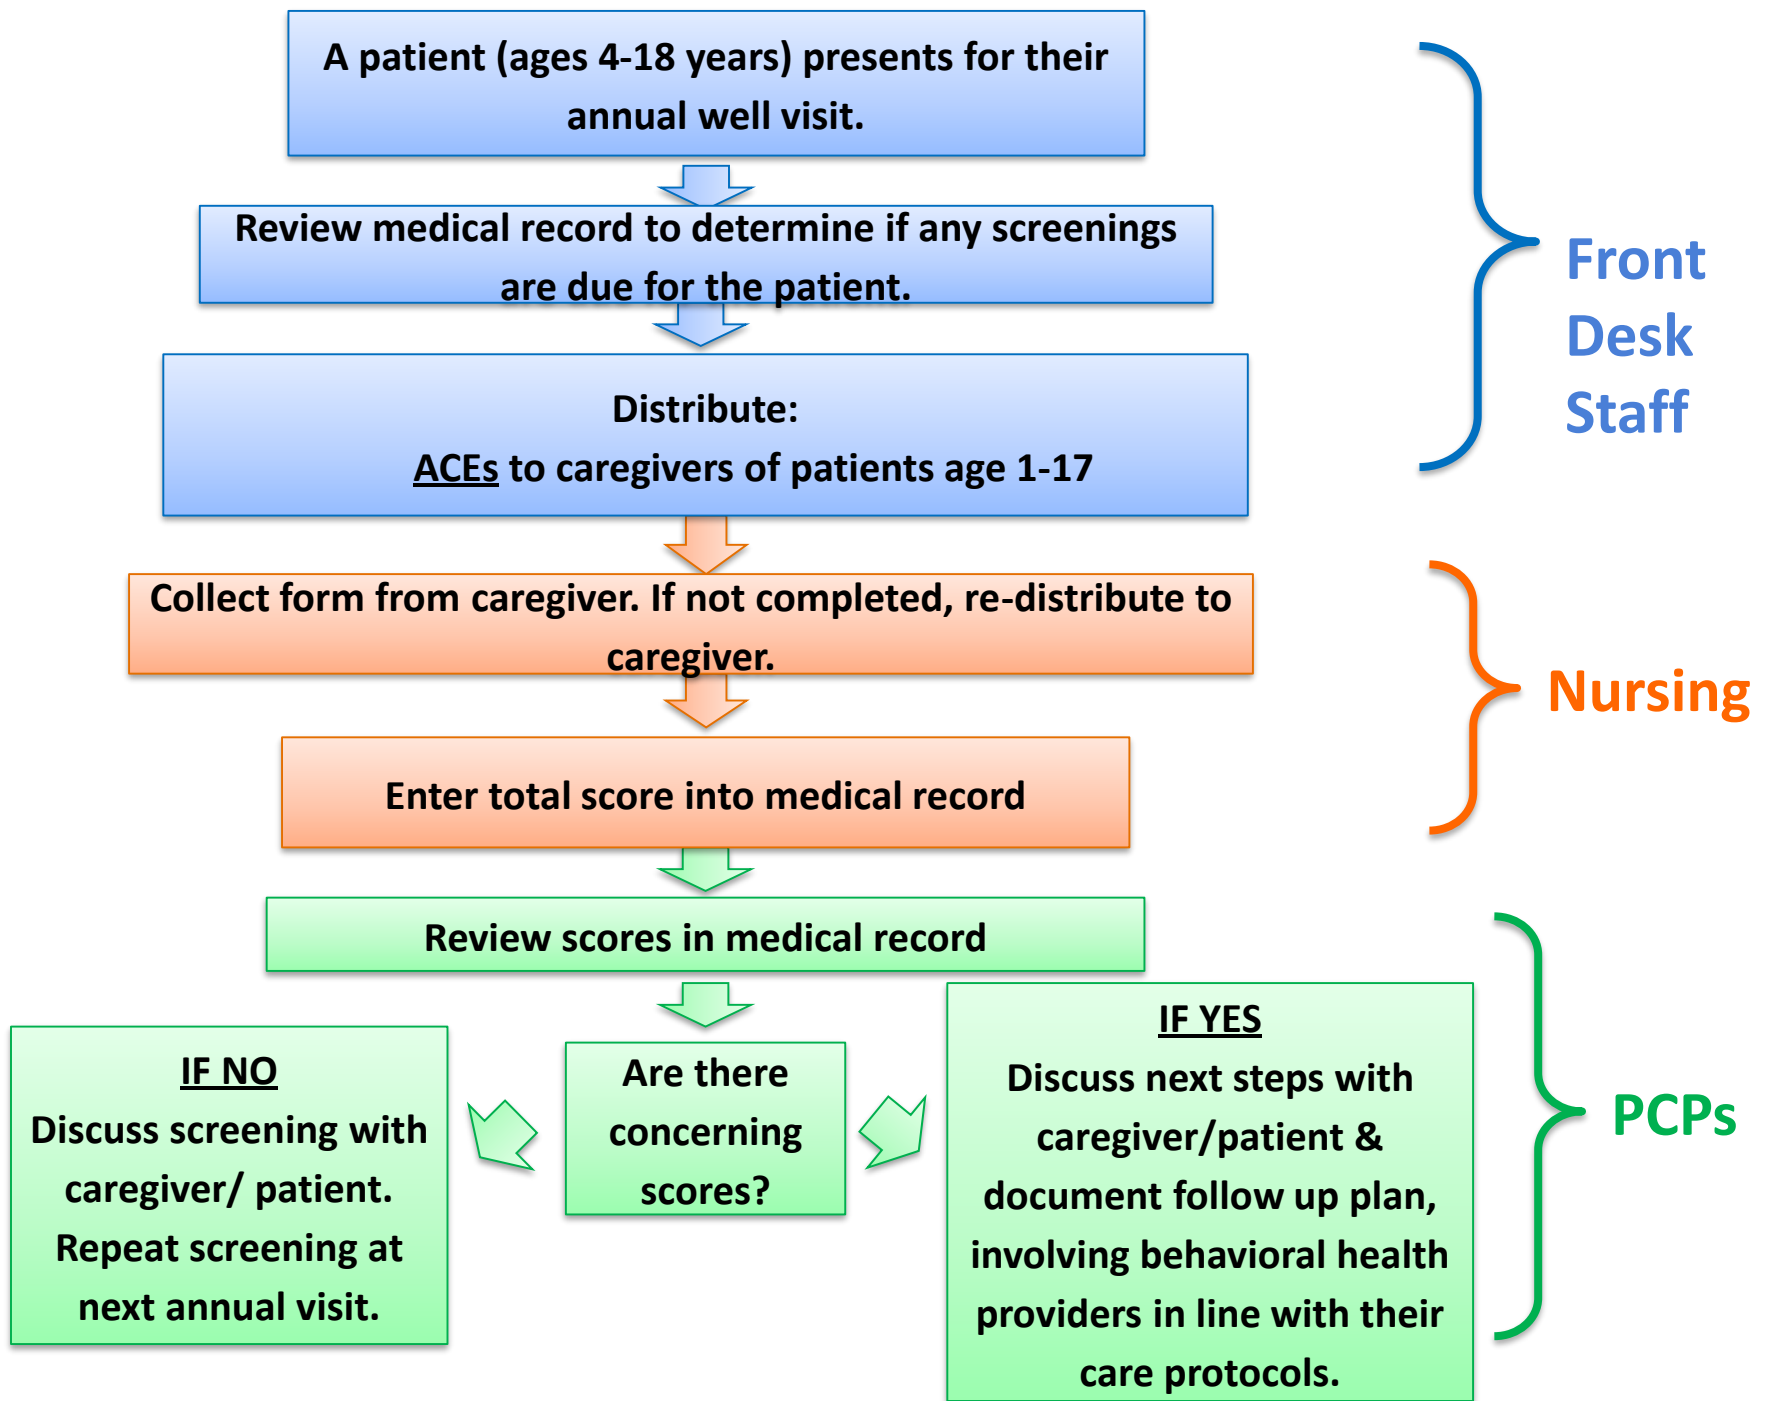 A patient (ages 4-18 years) presents for their
annual well visit.
Review medical record to determine if any screenings
are due for the patient.
Distribute:
ACEs to caregivers of patients age 1-17
Front
Desk
Staff
Collect form from caregiver. If not completed, re-distribute to
caregiver.
Enter total score into medical record
Nursing
Review scores in medical record
Are there
concerning
scores?
IF NO
Discuss screening with
caregiver/ patient.
Repeat screening at
next annual visit.
IF YES
Discuss next steps with
caregiver/patient &
document follow up plan,
involving behavioral health
providers in line with their
care protocols.
PCPs